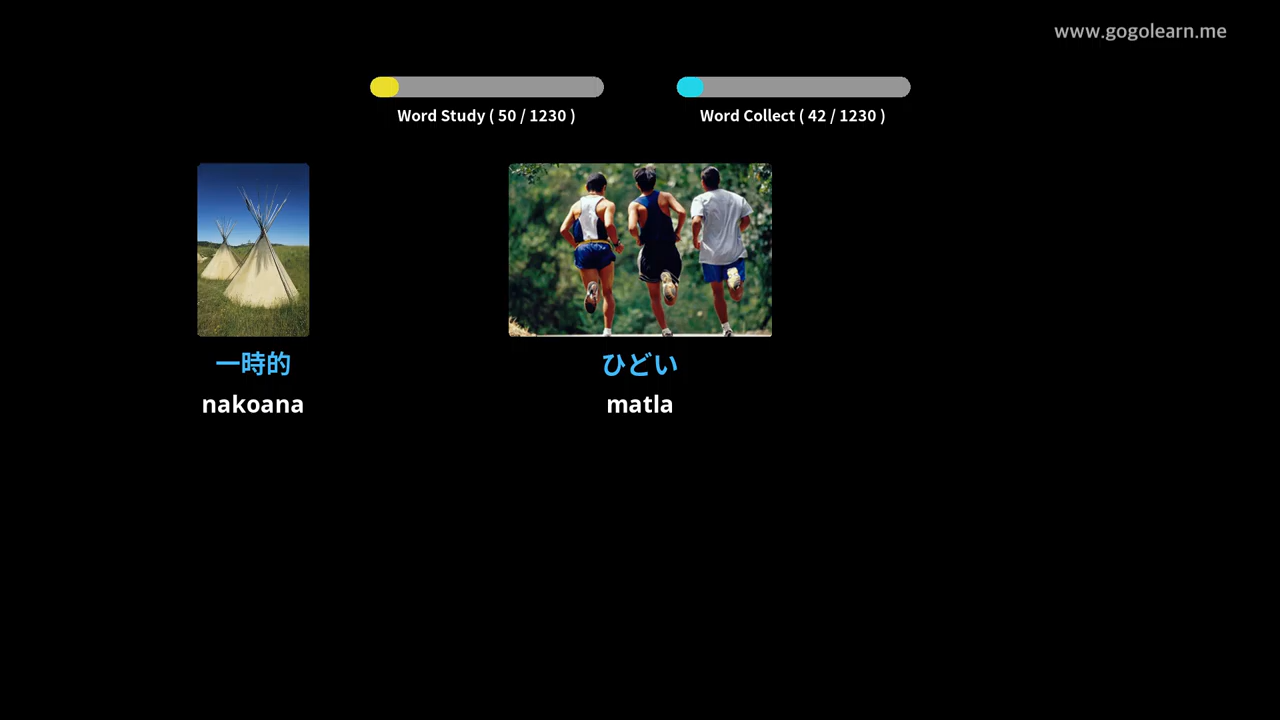 www.gogolearn.me
Word Study ( 50 / 1230 )
Word Collect ( 42 / 1230 )
一時的
nakoana
ひどい
matla